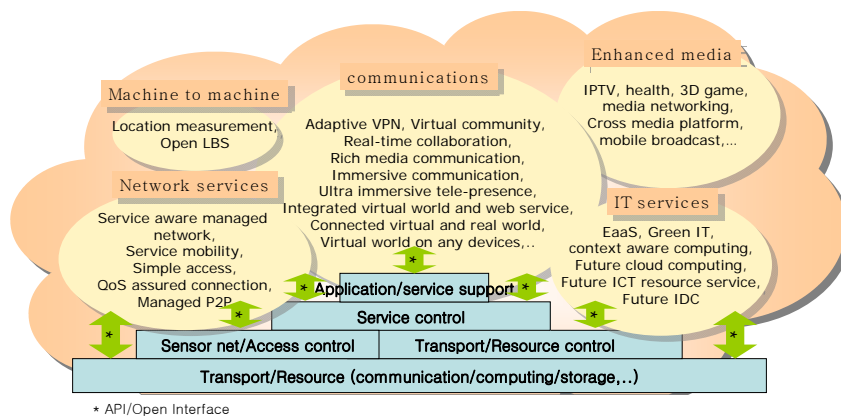 Machine to machine
Location measurement,
Open LBS
communications
Adaptive VPN, Virtual community,
Real-time collaboration,
Rich media communication,
Immersive communication,
Ultra immersive tele-presence,
Integrated virtual world and web service,
Connected virtual and real world,
Virtual world on any devices,..
Enhanced media
IPTV, health, 3D game,
media networking,
Cross media platform,
mobile broadcast,...
Network services
Service aware managed
network,
Service mobility,
Simple access,
QoS assured connection,
Managed P2P
IT services
EaaS, Green IT,
context aware computing,
Future cloud computing,
Future ICT resource service,
Future IDC
*
* Application/service support *
* Service control *
* Sensor net/Access control Transport/Resource control *
Transport/Resource (communication/computing/storage,..)
* API/Open Interface